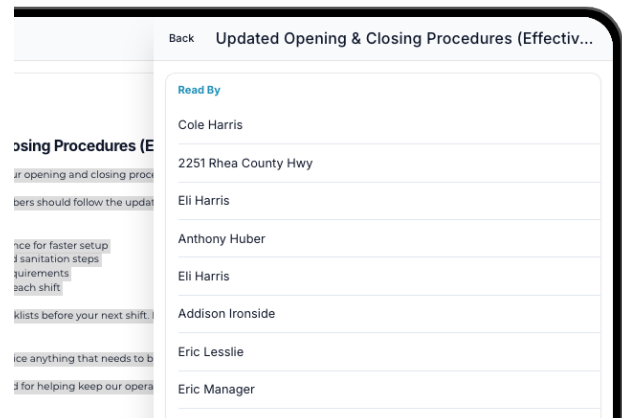 Back
Updated Opening & Closing Procedures (Effectiv...
Read By
Cole Harris
2251 Rhea County Hwy
Eli Harris
Anthony Huber
Eli Harris
Addison Ironside
Eric Lesslie
Eric Manager
osing Procedures (E
ur opening and closing proce
bers should follow the updat
nce for faster setup
d sanitation steps
quirements
each shift
klists before your next shift.
ice anything that needs to b
d for helping keep our opera